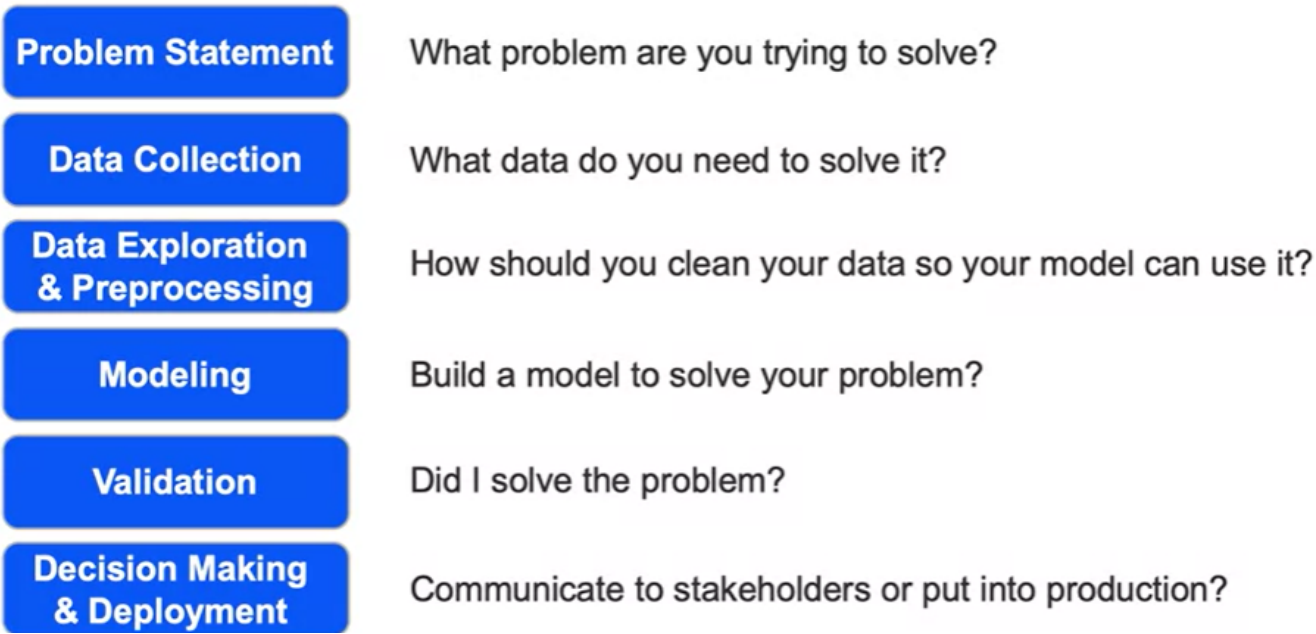 Problem Statement
What problem are you trying to solve?
Data Collection
What data do you need to solve it?
Data Exploration
& Preprocessing
How should you clean your data so your model can use it?
Modeling
Build a model to solve your problem?
Validation
Did I solve the problem?
Decision Making
& Deployment
Communicate to stakeholders or put into production?